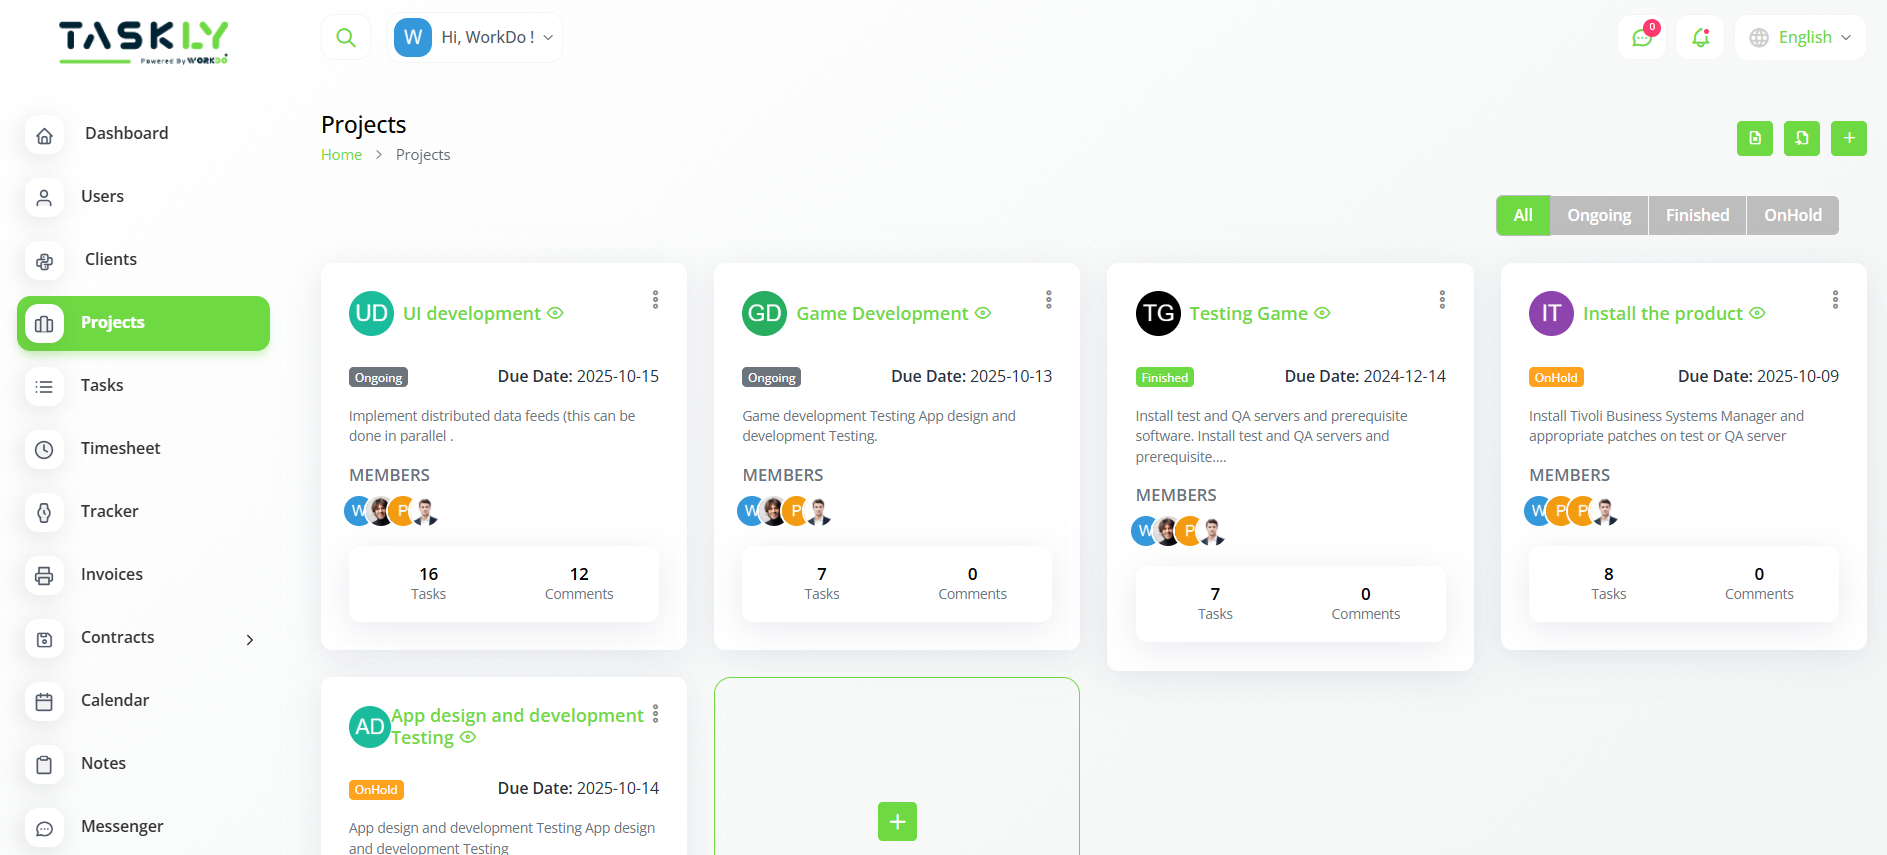 TASKLY
Powered By WORKDO
W
Hi, WorkDo !
0
English
Dashboard
Users
Clients
Projects
Tasks
Timesheet
Tracker
Invoices
Contracts
Calendar
Notes
Messenger
Projects
Home > Projects
All
Ongoing
Finished
OnHold
UD
UI development
Ongoing
Due Date: 2025-10-15
Implement distributed data feeds (this can be
done in parallel .
MEMBERS
W
P
16
Tasks
12
Comments
GD
Game Development
Ongoing
Due Date: 2025-10-13
Game development Testing App design and
development Testing.
MEMBERS
W
P
7
Tasks
0
Comments
TG
Testing Game
Finished
Due Date: 2024-12-14
Install test and QA servers and prerequisite
software. Install test and QA servers and
prerequisite....
MEMBERS
W
P
7
Tasks
0
Comments
IT
Install the product
OnHold
Due Date: 2025-10-09
Install Tivoli Business Systems Manager and
appropriate patches on test or QA server
MEMBERS
W
P
P
8
Tasks
0
Comments
AD
App design and development
Testing
OnHold
Due Date: 2025-10-14
App design and development Testing App design
and development Testing